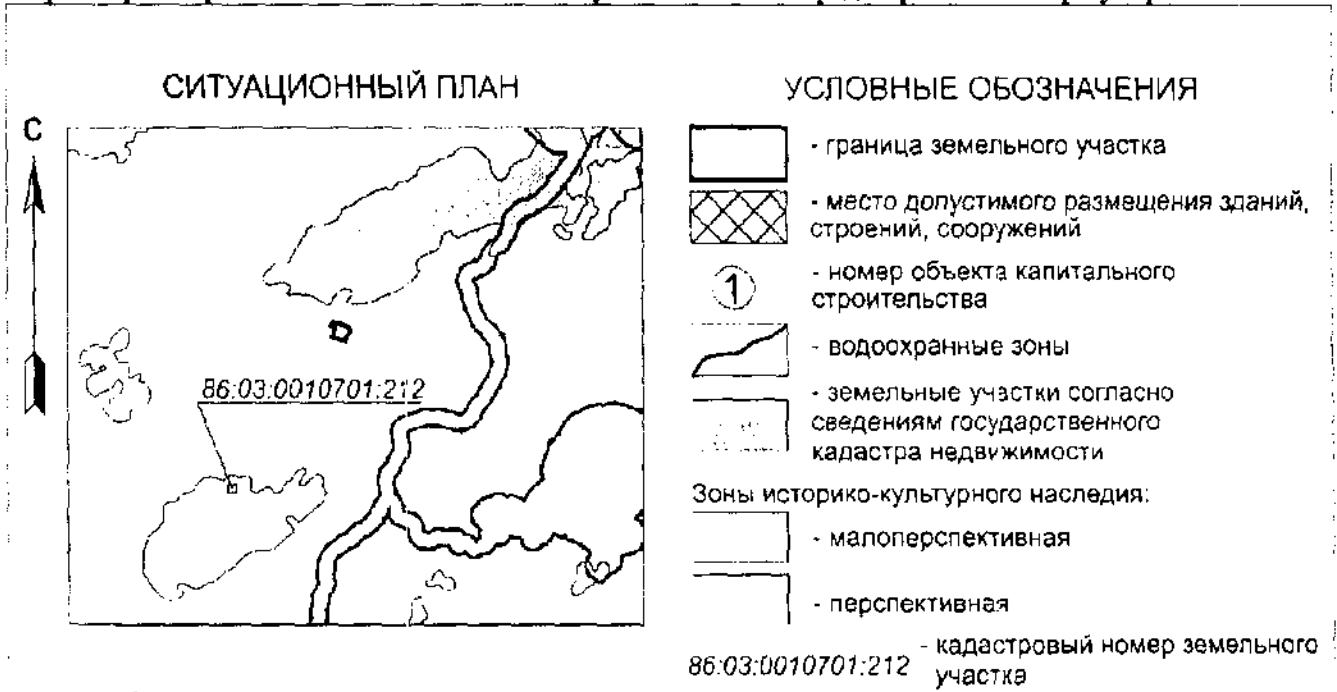 СИТУАЦИОННЫЙ ПЛАН
С
86:03:0010701:212
УСЛОВНЫЕ ОБОЗНАЧЕНИЯ
- граница земельного участка
- место допустимого размещения зданий,
строений, сооружений
1
- номер объекта капитального
строительства
- водоохранные зоны
- земельные участки согласно
сведениям государственного
кадастра недвижимости
Зоны историко-культурного наследия:
- малоперспективная
- перспективная
86:03:0010701:212 - кадастровый номер земельного
участка